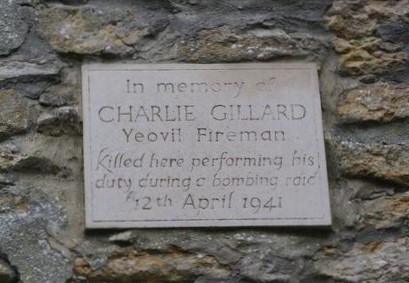 In memory of
CHARLIE GILLARD
Yeovil Fireman
Killed here performing his
duty during a bombing raid
12th April 1941